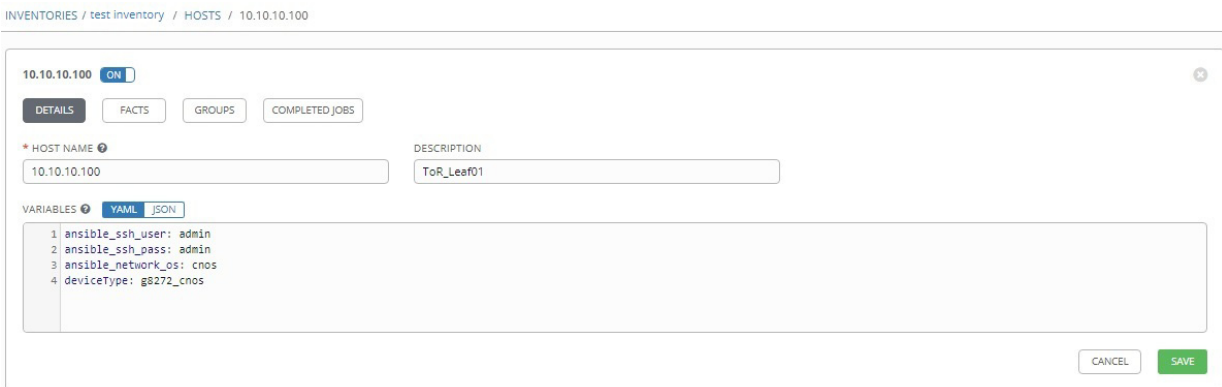 INVENTORIES / test inventory / HOSTS / 10.10.10.100
10.10.10.100 ON
DETAILS FACTS GROUPS COMPLETED JOBS
* HOST NAME ? DESCRIPTION
10.10.10.100 ToR_Leaf01
VARIABLES ? YAML JSON
1 ansible_ssh_user: admin
2 ansible_ssh_pass: admin
3 ansible_network_os: cnos
4 deviceType: g8272_cnos
CANCEL SAVE